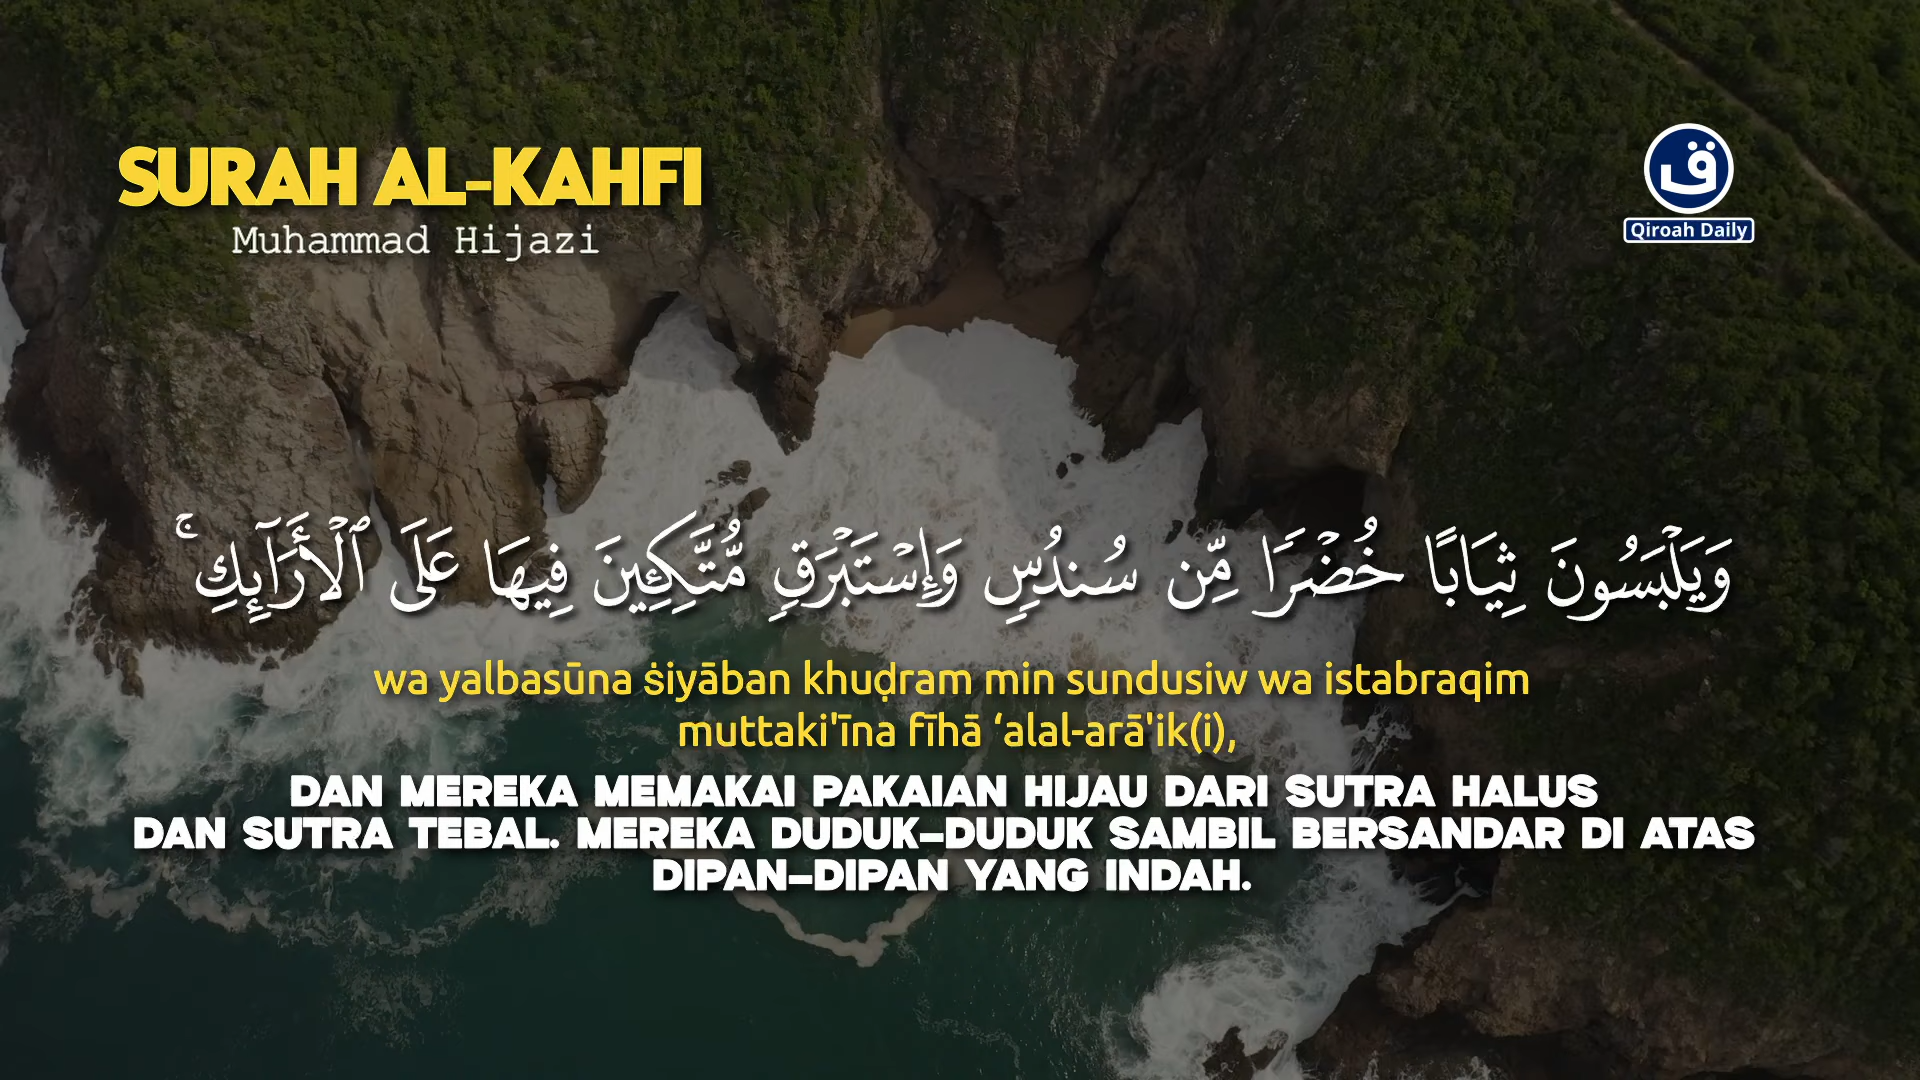 SURAH AL-KAHFI
Muhammad Hijazi
ق
Qiroah Daily
وَيَلْبَسُونَ ثِيَابًا خُضْرًا مِّن سُندُسٍ وَإِسْتَبْرَقٍ مُّتَّكِـِٔينَ فِيهَا عَلَى ٱلْأَرَآئِكِ ۚ
wa yalbasūna ṡiyāban khuḍram min sundusiw wa istabraqim
muttaki'īna fīhā ‘alal-arā'ik(i),
DAN MEREKA MEMAKAI PAKAIAN HIJAU DARI SUTRA HALUS
DAN SUTRA TEBAL. MEREKA DUDUK-DUDUK SAMBIL BERSANDAR DI ATAS
DIPAN-DIPAN YANG INDAH.